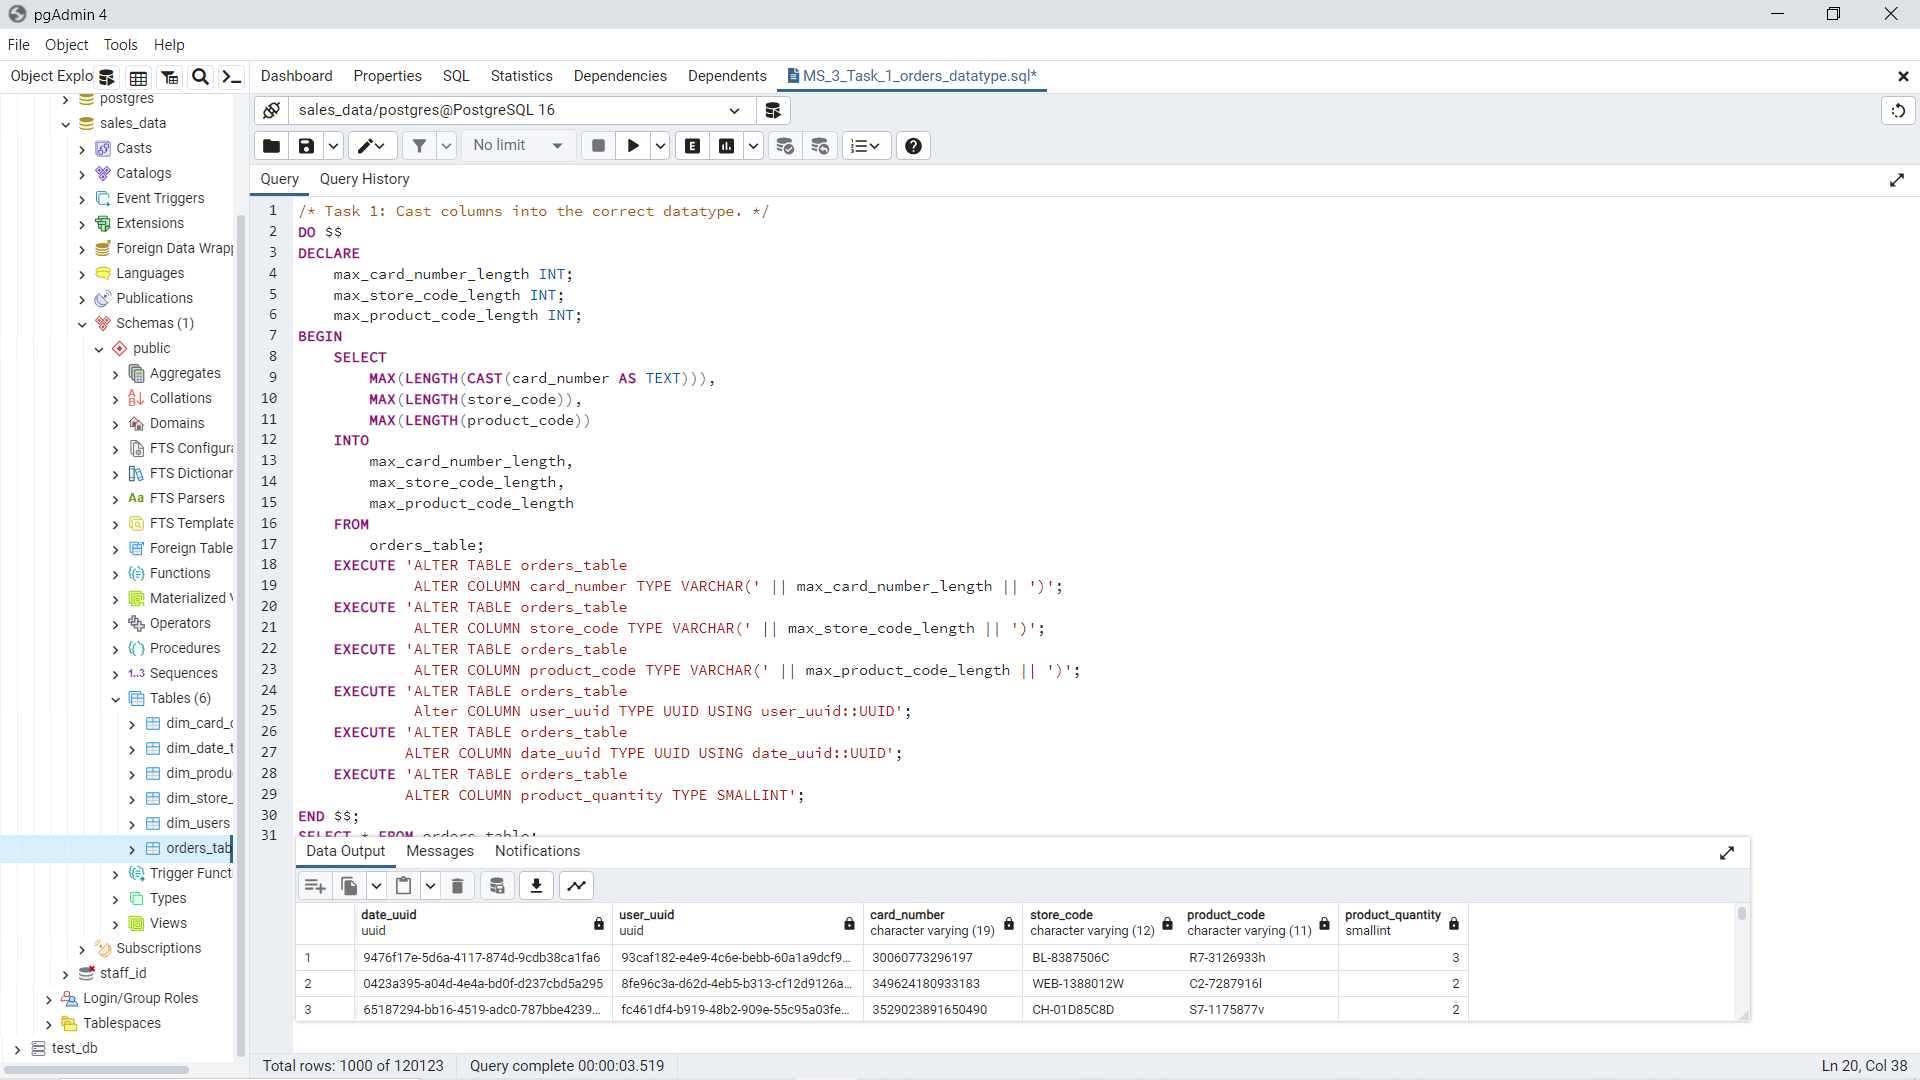 pgAdmin 4
File Object Tools Help
Object Explo
Dashboard Properties SQL Statistics Dependencies Dependents MS_3_Task_1_orders_datatype.sql*
postgres
sales_data
Casts
Catalogs
Event Triggers
Extensions
Foreign Data Wrap
Languages
Publications
Schemas (1)
public
Aggregates
Collations
Domains
FTS Configur
FTS Dictionar
Aa FTS Parsers
FTS Template
Foreign Table
Functions
Materialized V
Operators
Procedures
1..3 Sequences
Tables (6)
dim_card_
dim_date_t
dim_produ
dim_store_
dim_users
orders_tab
Trigger Funct
Types
Views
Subscriptions
staff_id
Login/Group Roles
Tablespaces
test_db
sales_data/postgres@PostgreSQL 16
No limit
E
Query Query History
1 /* Task 1: Cast columns into the correct datatype. */
2 DO $$
3 DECLARE
4 max_card_number_length INT;
5 max_store_code_length INT;
6 max_product_code_length INT;
7 BEGIN
8 SELECT
9 MAX(LENGTH(CAST(card_number AS TEXT))),
10 MAX(LENGTH(store_code)),
11 MAX(LENGTH(product_code))
12 INTO
13 max_card_number_length,
14 max_store_code_length,
15 max_product_code_length
16 FROM
17 orders_table;
18 EXECUTE 'ALTER TABLE orders_table
19 ALTER COLUMN card_number TYPE VARCHAR(' || max_card_number_length || ')';
20 EXECUTE 'ALTER TABLE orders_table
21 ALTER COLUMN store_code TYPE VARCHAR(' || max_store_code_length || ')';
22 EXECUTE 'ALTER TABLE orders_table
23 ALTER COLUMN product_code TYPE VARCHAR(' || max_product_code_length || ')';
24 EXECUTE 'ALTER TABLE orders_table
25 Alter COLUMN user_uuid TYPE UUID USING user_uuid::UUID';
26 EXECUTE 'ALTER TABLE orders_table
27 ALTER COLUMN date_uuid TYPE UUID USING date_uuid::UUID';
28 EXECUTE 'ALTER TABLE orders_table
29 ALTER COLUMN product_quantity TYPE SMALLINT';
30 END $$;
31 SELECT * FROM orders_table;
Data Output Messages Notifications
date_uuid user_uuid card_number store_code product_code product_quantity
uuid uuid character varying (19) character varying (12) character varying (11) smallint
1 9476f17e-5d6a-4117-874d-9cdb38ca1fa6 93caf182-e4e9-4c6e-bebb-60a1a9dcf9... 30060773296197 BL-8387506C R7-3126933h 3
2 0423a395-a04d-4e4a-bd0f-d237cbd5a295 8fe96c3a-d62d-4eb5-b313-cf12d9126a... 349624180933183 WEB-1388012W C2-7287916l 2
3 65187294-bb16-4519-adc0-787bbe4239... fc461df4-b919-48b2-909e-55c95a03fe... 3529023891650490 CH-01D85C8D S7-1175877v 2
Total rows: 1000 of 120123 Query complete 00:00:03.519 Ln 20, Col 38